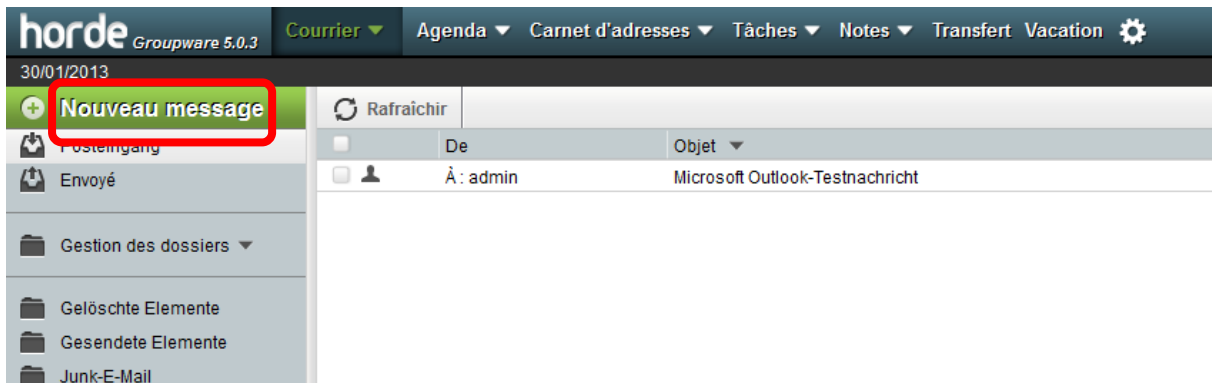 horde Groupware 5.0.3 Courrier Agenda Carnet d'adresses Tâches Notes Transfert Vacation
30/01/2013
Nouveau message Rafraîchir
Posteingang De Objet
Envoyé À : admin Microsoft Outlook-Testnachricht
Gestion des dossiers
Gelöschte Elemente
Gesendete Elemente
Junk-E-Mail